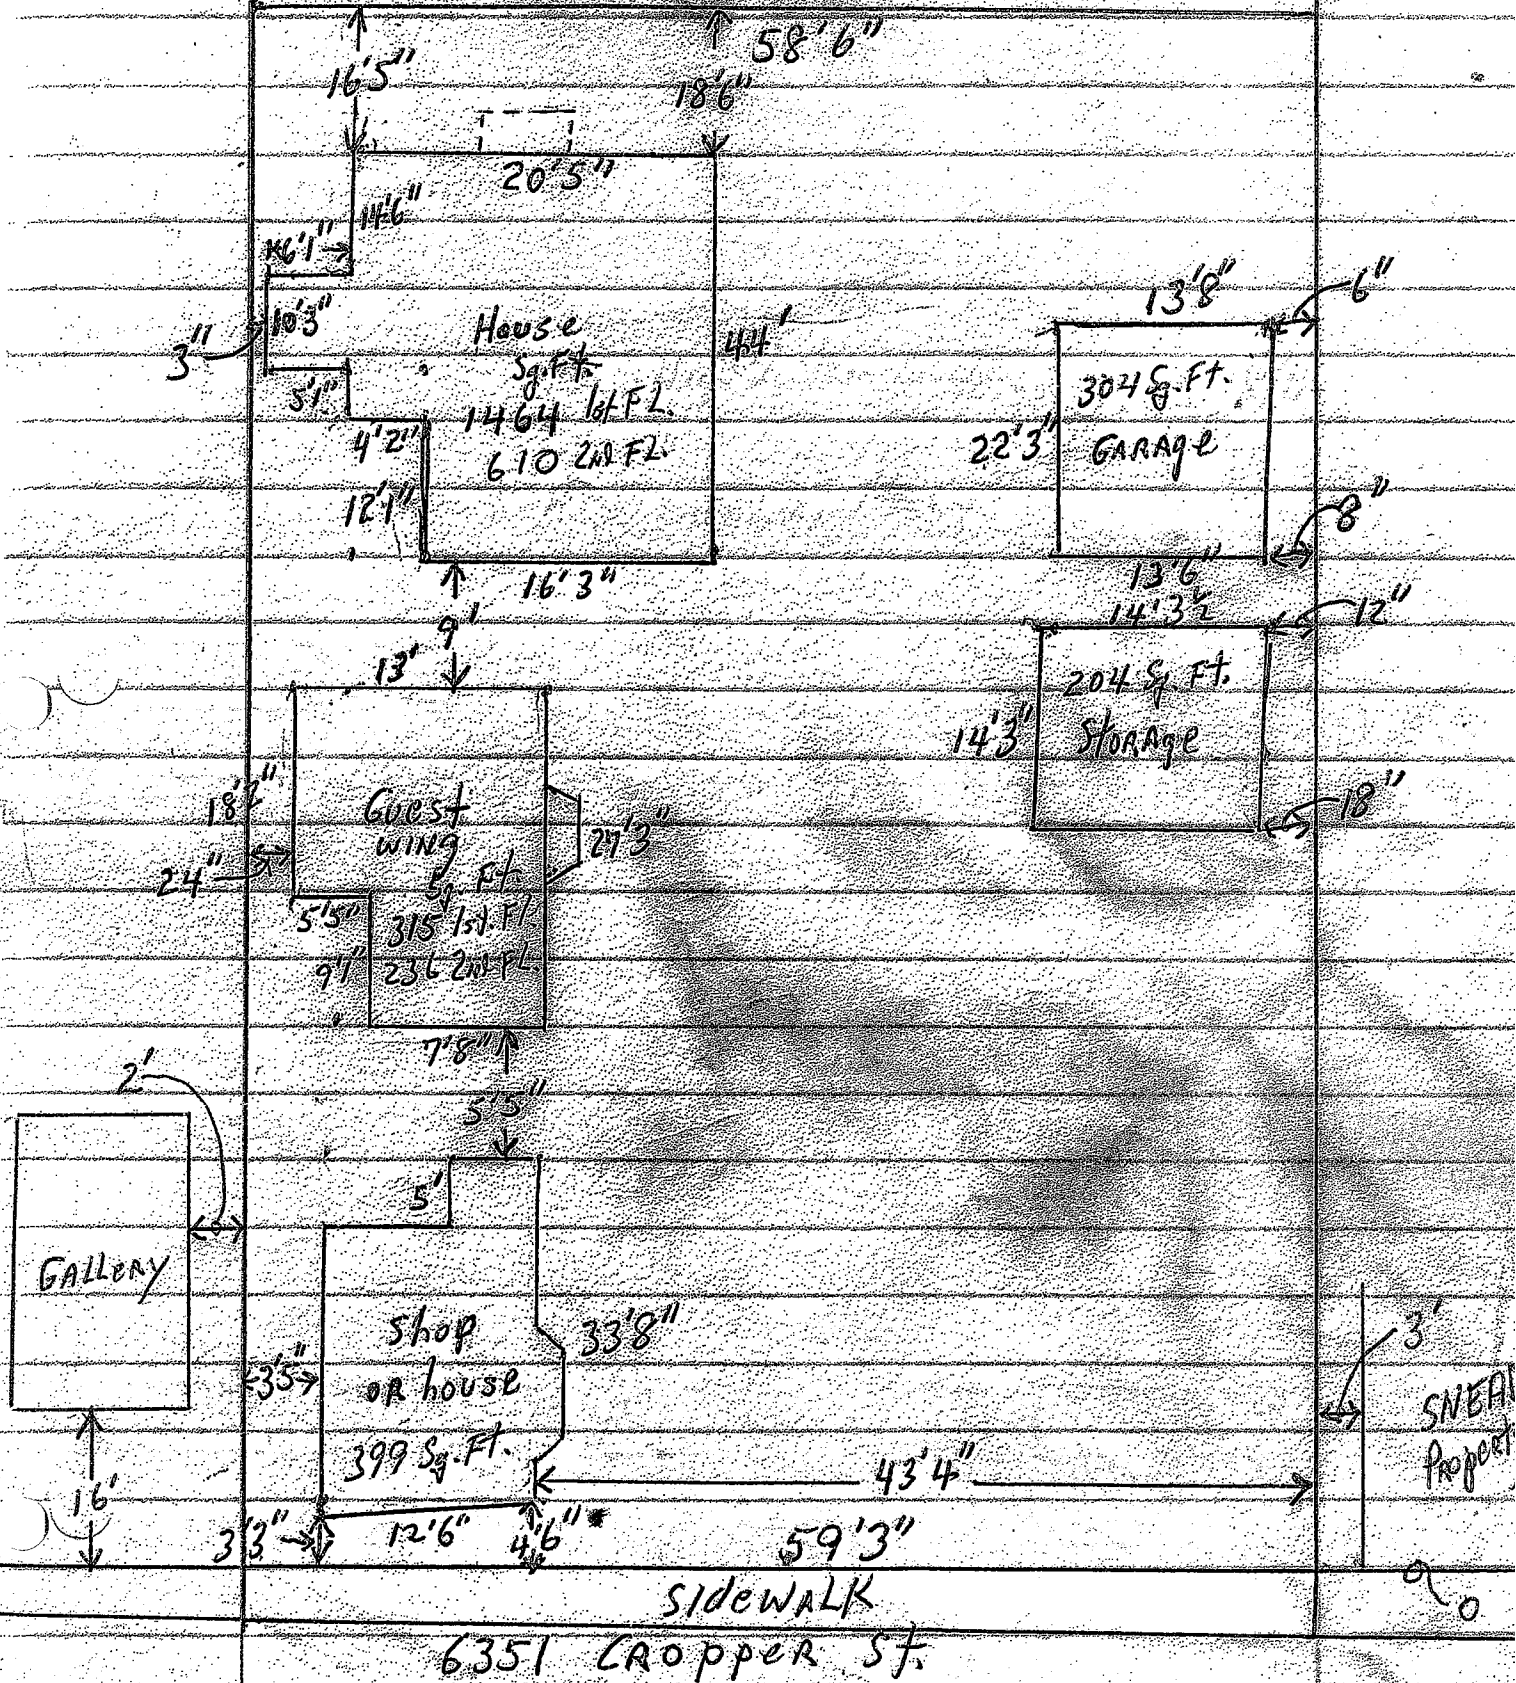 58'6"
16'5"
18'6"
20'5"
14'6"
6'1"
10'3"
3"
5'1"
4'2"
12'1"
House
Sq.Ft.
1464 1st FL.
610 2nd FL.
44'
16'3"
13'8"
6"
304 Sq. Ft.
GARAge
22'3"
8"
13'6"
14'3½
12"
204 Sq. Ft.
StorAge
14'3"
18"
9'
13'
18'2"
24"
Guest
wing
Sq. Ft.
315 1st. Fl.
236 2nd FL.
27'3"
5'5"
9'1"
7'8"
5'5"
2'
GALLERY
16'
5'
Shop
OR house
399 Sq. Ft.
33'8"
3'5"
43'4"
3'
3'3"
12'6"
4'6"
59'3"
SIdeWALK
6351 CROppER St.